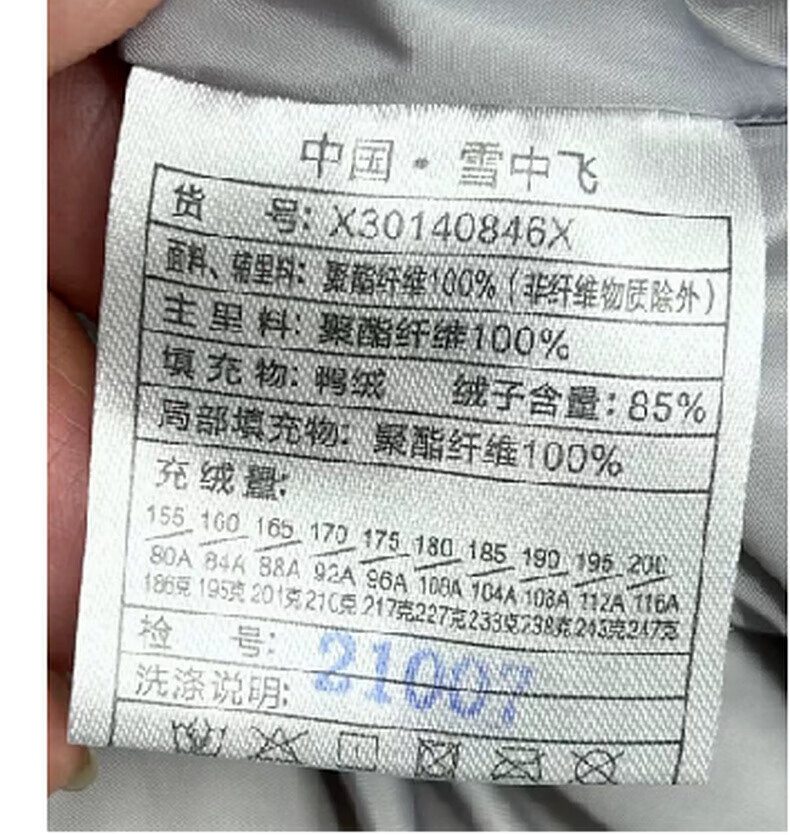 中国·雪中飞
货 号: X30140846X
面料、辅里料: 聚酯纤维100%（非纤维物质除外）
主里料: 聚酯纤维100%
填充物: 鸭绒 绒子含量: 85%
局部填充物: 聚酯纤维100%
充绒量:
155 160 165 170 175 180 185 190 195 200
80A 84A 88A 92A 96A 100A 104A 108A 112A 116A
186克 195克 201克 210克 217克 227克 233克 238克 243克 247克
检 号: 21007
洗涤说明: